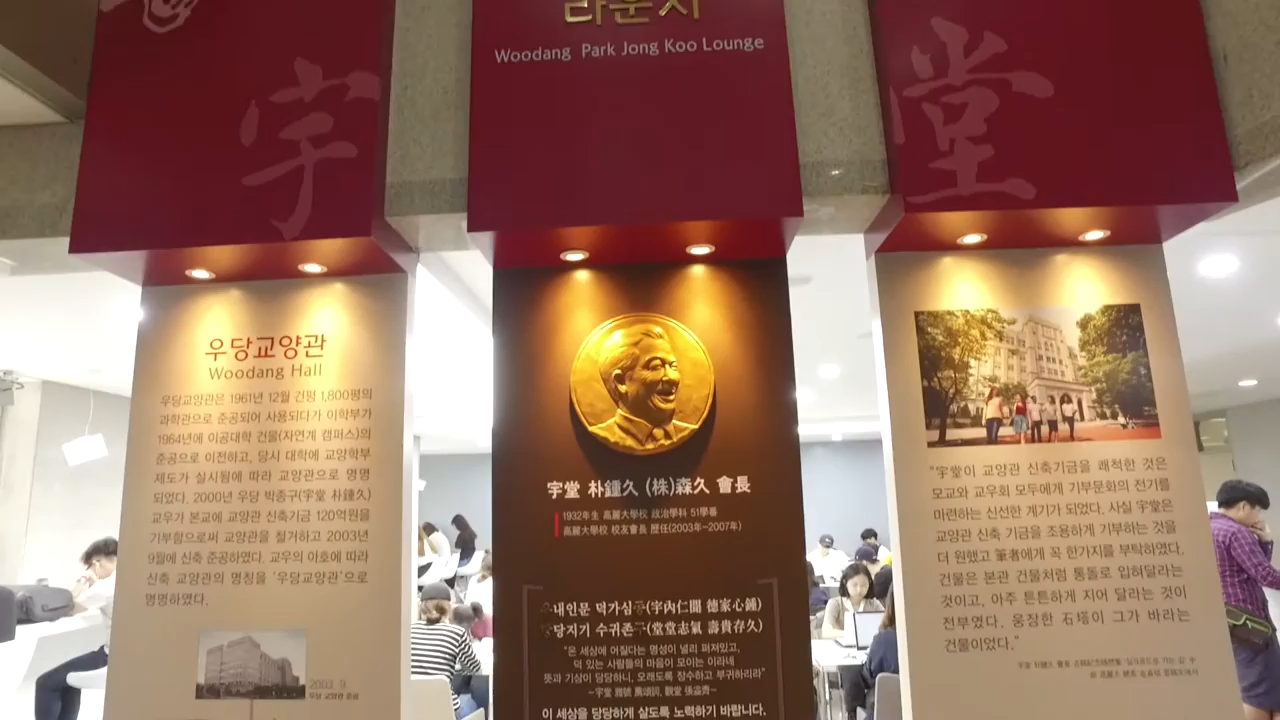 宇
堂
라운지
Woodang Park Jong Koo Lounge
우당교양관
Woodang Hall
우당교양관은 1961년 12월 건평 1,800평의
과학관으로 준공되어 사용되다가 이학부가
1964년에 이공대학 건물(자연계 캠퍼스)의
준공으로 이전하고, 당시 대학에 교양학부
제도가 실시됨에 따라 교양관으로 명명
되었다. 2000년 우당 박종구(宇堂 朴鍾久)
교우가 본교에 교양관 신축기금 120억원을
기부함으로써 교양관을 철거하고 2003년
9월에 신축 준공하였다. 교우의 아호에 따라
신축 교양관의 명칭을 '우당교양관'으로
명명하였다.
2003. 9.
우당 교양관 준공
宇堂 朴鍾久 (株)森久 會長
1932年生 高麗大學校 政治學科 51學番
高麗大學校 校友會長 歷任(2003年-2007年)
우내인문 덕가심종(宇內仁聞 德家心鍾)
당당지기 수귀존구(堂堂志氣 壽貴存久)
"온 세상에 어질다는 명성이 널리 퍼져있고,
덕 있는 사람들의 마음이 모이는 이라네
뜻과 기상이 당당하니, 오래도록 장수하고 부귀하리라"
-宇堂 雅號 薰頌詞, 觀堂 張盜斉-
이 세상을 당당하게 살도록 노력하기 바랍니다.
"宇堂이 교양관 신축기금을 쾌척한 것은
모교와 교우회 모두에게 기부문화의 전기를
마련하는 신선한 계기가 되었다. 사실 宇堂은
교양관 신축 기금을 조용하게 기부하는 것을
더 원했고 筆者에게 꼭 한가지를 부탁하였다.
건물은 본관 건물처럼 통돌로 입혀달라는
것이고, 아주 튼튼하게 지어 달라는 것이
전부였다. 웅장한 石塔이 그가 바라는
건물이었다."